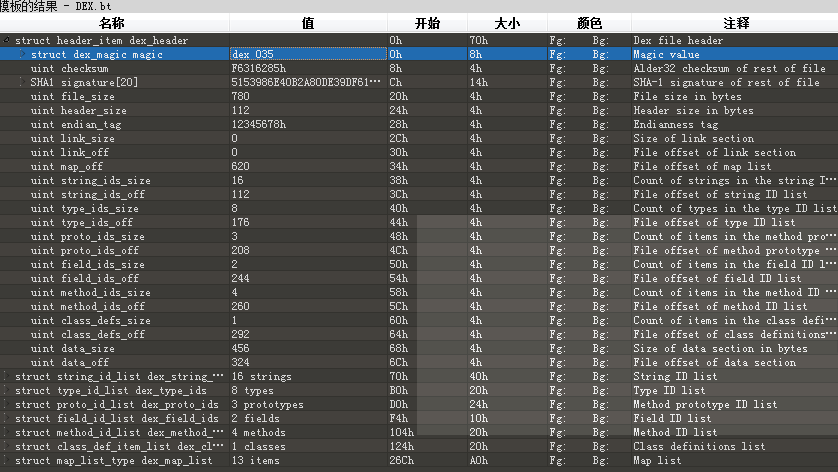 模板的结果 - DEX.bt
名称 值 开始 大小 颜色 注释
struct header_item dex_header 0h 70h Fg: Bg: Dex file header
struct dex_magic magic dex 035 0h 8h Fg: Bg: Magic value
uint checksum F6316285h 8h 4h Fg: Bg: Alder32 checksum of rest of file
SHA1 signature[20] 5153986E40B2A80DE39DF61··· Ch 14h Fg: Bg: SHA-1 signature of rest of file
uint file_size 780 20h 4h Fg: Bg: File size in bytes
uint header_size 112 24h 4h Fg: Bg: Header size in bytes
uint endian_tag 12345678h 28h 4h Fg: Bg: Endianness tag
uint link_size 0 2Ch 4h Fg: Bg: Size of link section
uint link_off 0 30h 4h Fg: Bg: File offset of link section
uint map_off 620 34h 4h Fg: Bg: File offset of map list
uint string_ids_size 16 38h 4h Fg: Bg: Count of strings in the string I···
uint string_ids_off 112 3Ch 4h Fg: Bg: File offset of string ID list
uint type_ids_size 8 40h 4h Fg: Bg: Count of types in the type ID list
uint type_ids_off 176 44h 4h Fg: Bg: File offset of type ID list
uint proto_ids_size 3 48h 4h Fg: Bg: Count of items in the method pro···
uint proto_ids_off 208 4Ch 4h Fg: Bg: File offset of method prototype ···
uint field_ids_size 2 50h 4h Fg: Bg: Count of items in the field ID l···
uint field_ids_off 244 54h 4h Fg: Bg: File offset of field ID list
uint method_ids_size 4 58h 4h Fg: Bg: Count of items in the method ID ···
uint method_ids_off 260 5Ch 4h Fg: Bg: File offset of method ID list
uint class_defs_size 1 60h 4h Fg: Bg: Count of items in the class defi···
uint class_defs_off 292 64h 4h Fg: Bg: File offset of class definitions···
uint data_size 456 68h 4h Fg: Bg: Size of data section in bytes
uint data_off 324 6Ch 4h Fg: Bg: File offset of data section
struct string_id_list dex_string_··· 16 strings 70h 40h Fg: Bg: String ID list
struct type_id_list dex_type_ids 8 types B0h 20h Fg: Bg: Type ID list
struct proto_id_list dex_proto_ids 3 prototypes D0h 24h Fg: Bg: Method prototype ID list
struct field_id_list dex_field_ids 2 fields F4h 10h Fg: Bg: Field ID list
struct method_id_list dex_method_··· 4 methods 104h 20h Fg: Bg: Method ID list
struct class_def_item_list dex_cl··· 1 classes 124h 20h Fg: Bg: Class definitions list
struct map_list_type dex_map_list 13 items 26Ch A0h Fg: Bg: Map list